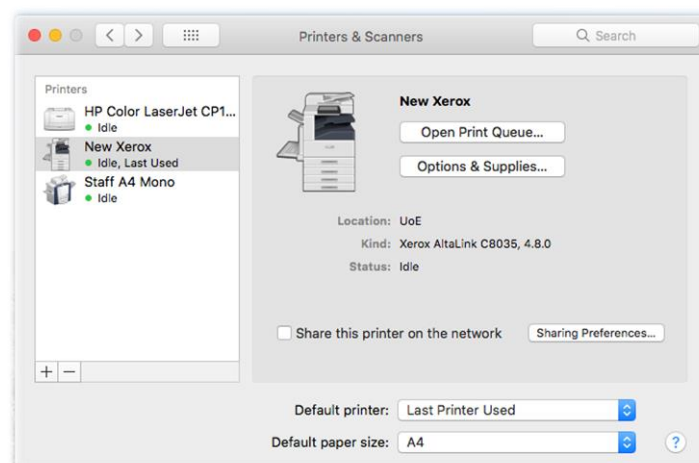 Printers & Scanners
Search
Printers
HP Color LaserJet CP1...
Idle
New Xerox
Idle, Last Used
Staff A4 Mono
Idle
New Xerox
Open Print Queue...
Options & Supplies...
Location: UoE
Kind: Xerox AltaLink C8035, 4.8.0
Status: Idle
Share this printer on the network
Sharing Preferences...
+ −
Default printer: Last Printer Used
Default paper size: A4
?